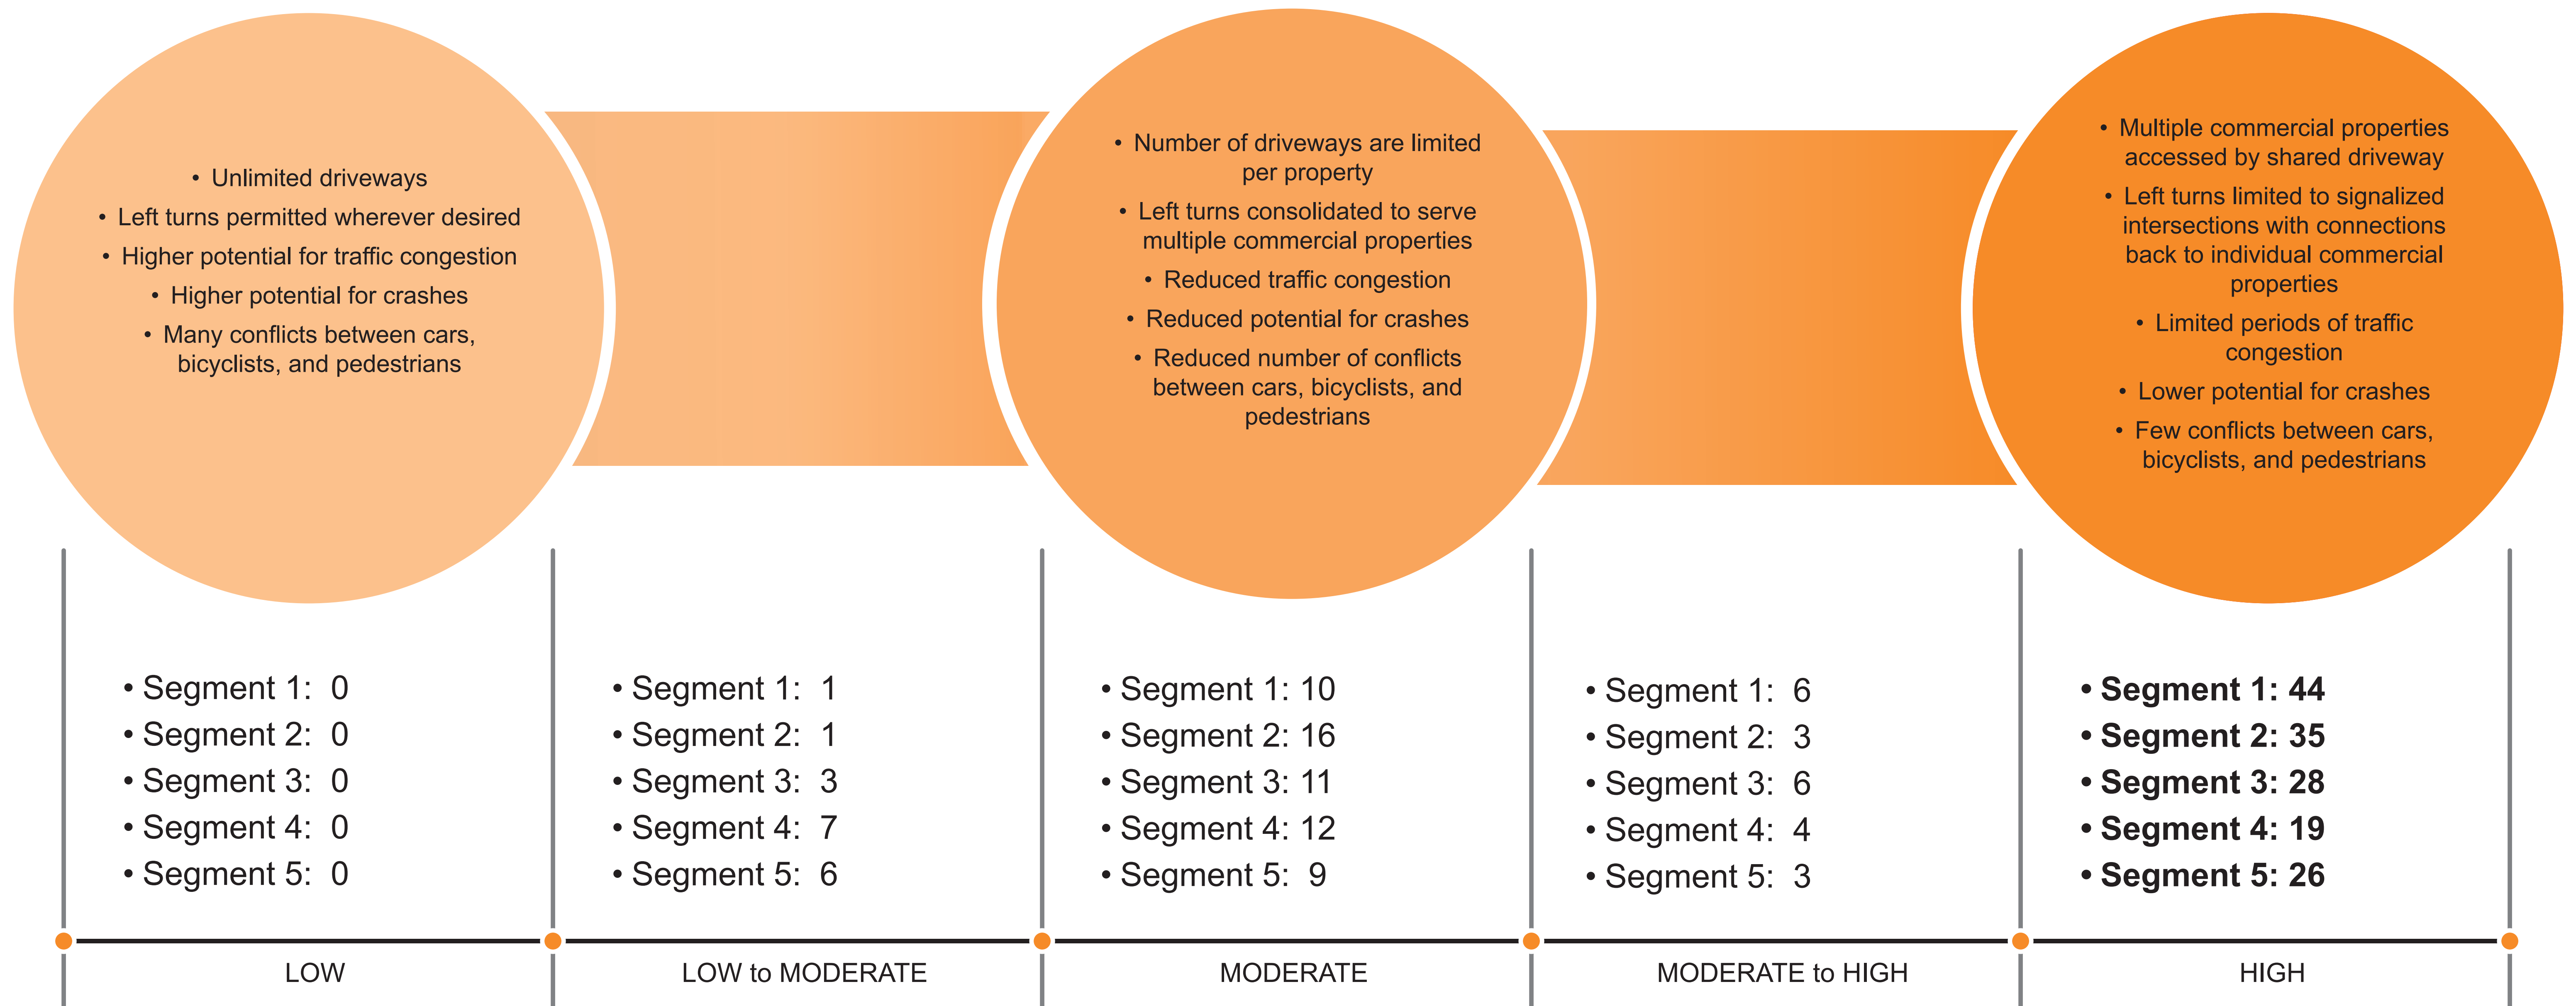 • Unlimited driveways
• Left turns permitted wherever desired
• Higher potential for traffic congestion
• Higher potential for crashes
• Many conflicts between cars,
bicyclists, and pedestrians
• Number of driveways are limited
per property
• Left turns consolidated to serve
multiple commercial properties
• Reduced traffic congestion
• Reduced potential for crashes
• Reduced number of conflicts
between cars, bicyclists, and
pedestrians
• Multiple commercial properties
accessed by shared driveway
• Left turns limited to signalized
intersections with connections
back to individual commercial
properties
• Limited periods of traffic
congestion
• Lower potential for crashes
• Few conflicts between cars,
bicyclists, and pedestrians
• Segment 1: 0
• Segment 2: 0
• Segment 3: 0
• Segment 4: 0
• Segment 5: 0
• Segment 1: 1
• Segment 2: 1
• Segment 3: 3
• Segment 4: 7
• Segment 5: 6
• Segment 1: 10
• Segment 2: 16
• Segment 3: 11
• Segment 4: 12
• Segment 5: 9
• Segment 1: 6
• Segment 2: 3
• Segment 3: 6
• Segment 4: 4
• Segment 5: 3
• Segment 1: 44
• Segment 2: 35
• Segment 3: 28
• Segment 4: 19
• Segment 5: 26
LOW
LOW to MODERATE
MODERATE
MODERATE to HIGH
HIGH